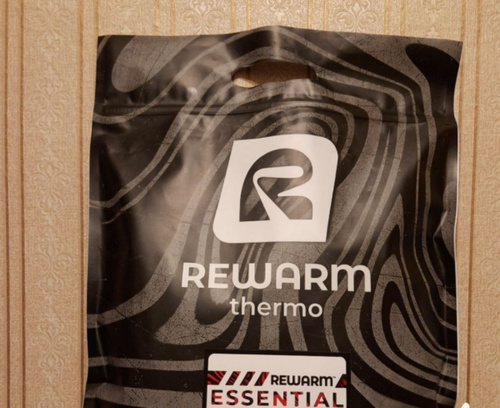 REWARM
thermo
REWARM
ESSENTIAL